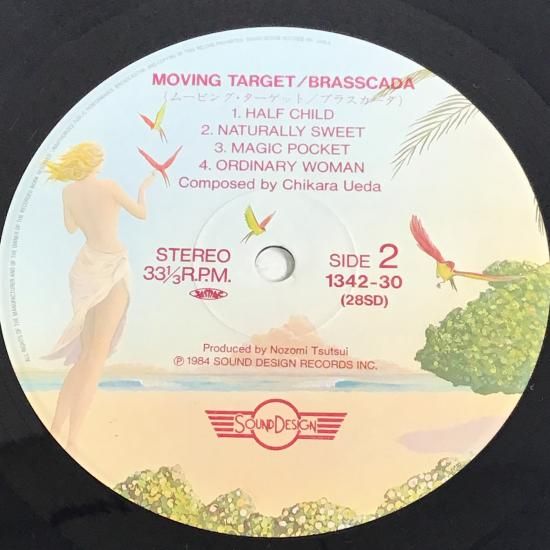 MOVING TARGET/BRASSCADA
(ムービング・ターゲット/ブラスカーダ)
1. HALF CHILD
2. NATURALLY SWEET
3. MAGIC POCKET
4. ORDINARY WOMAN
Composed by Chikara Ueda
STEREO
33⅓R.P.M.
SIDE 2
1342-30
(28SD)
Produced by Nozomi Tsutsui
Ⓟ 1984 SOUND DESIGN RECORDS INC.
SOUND DESIGN